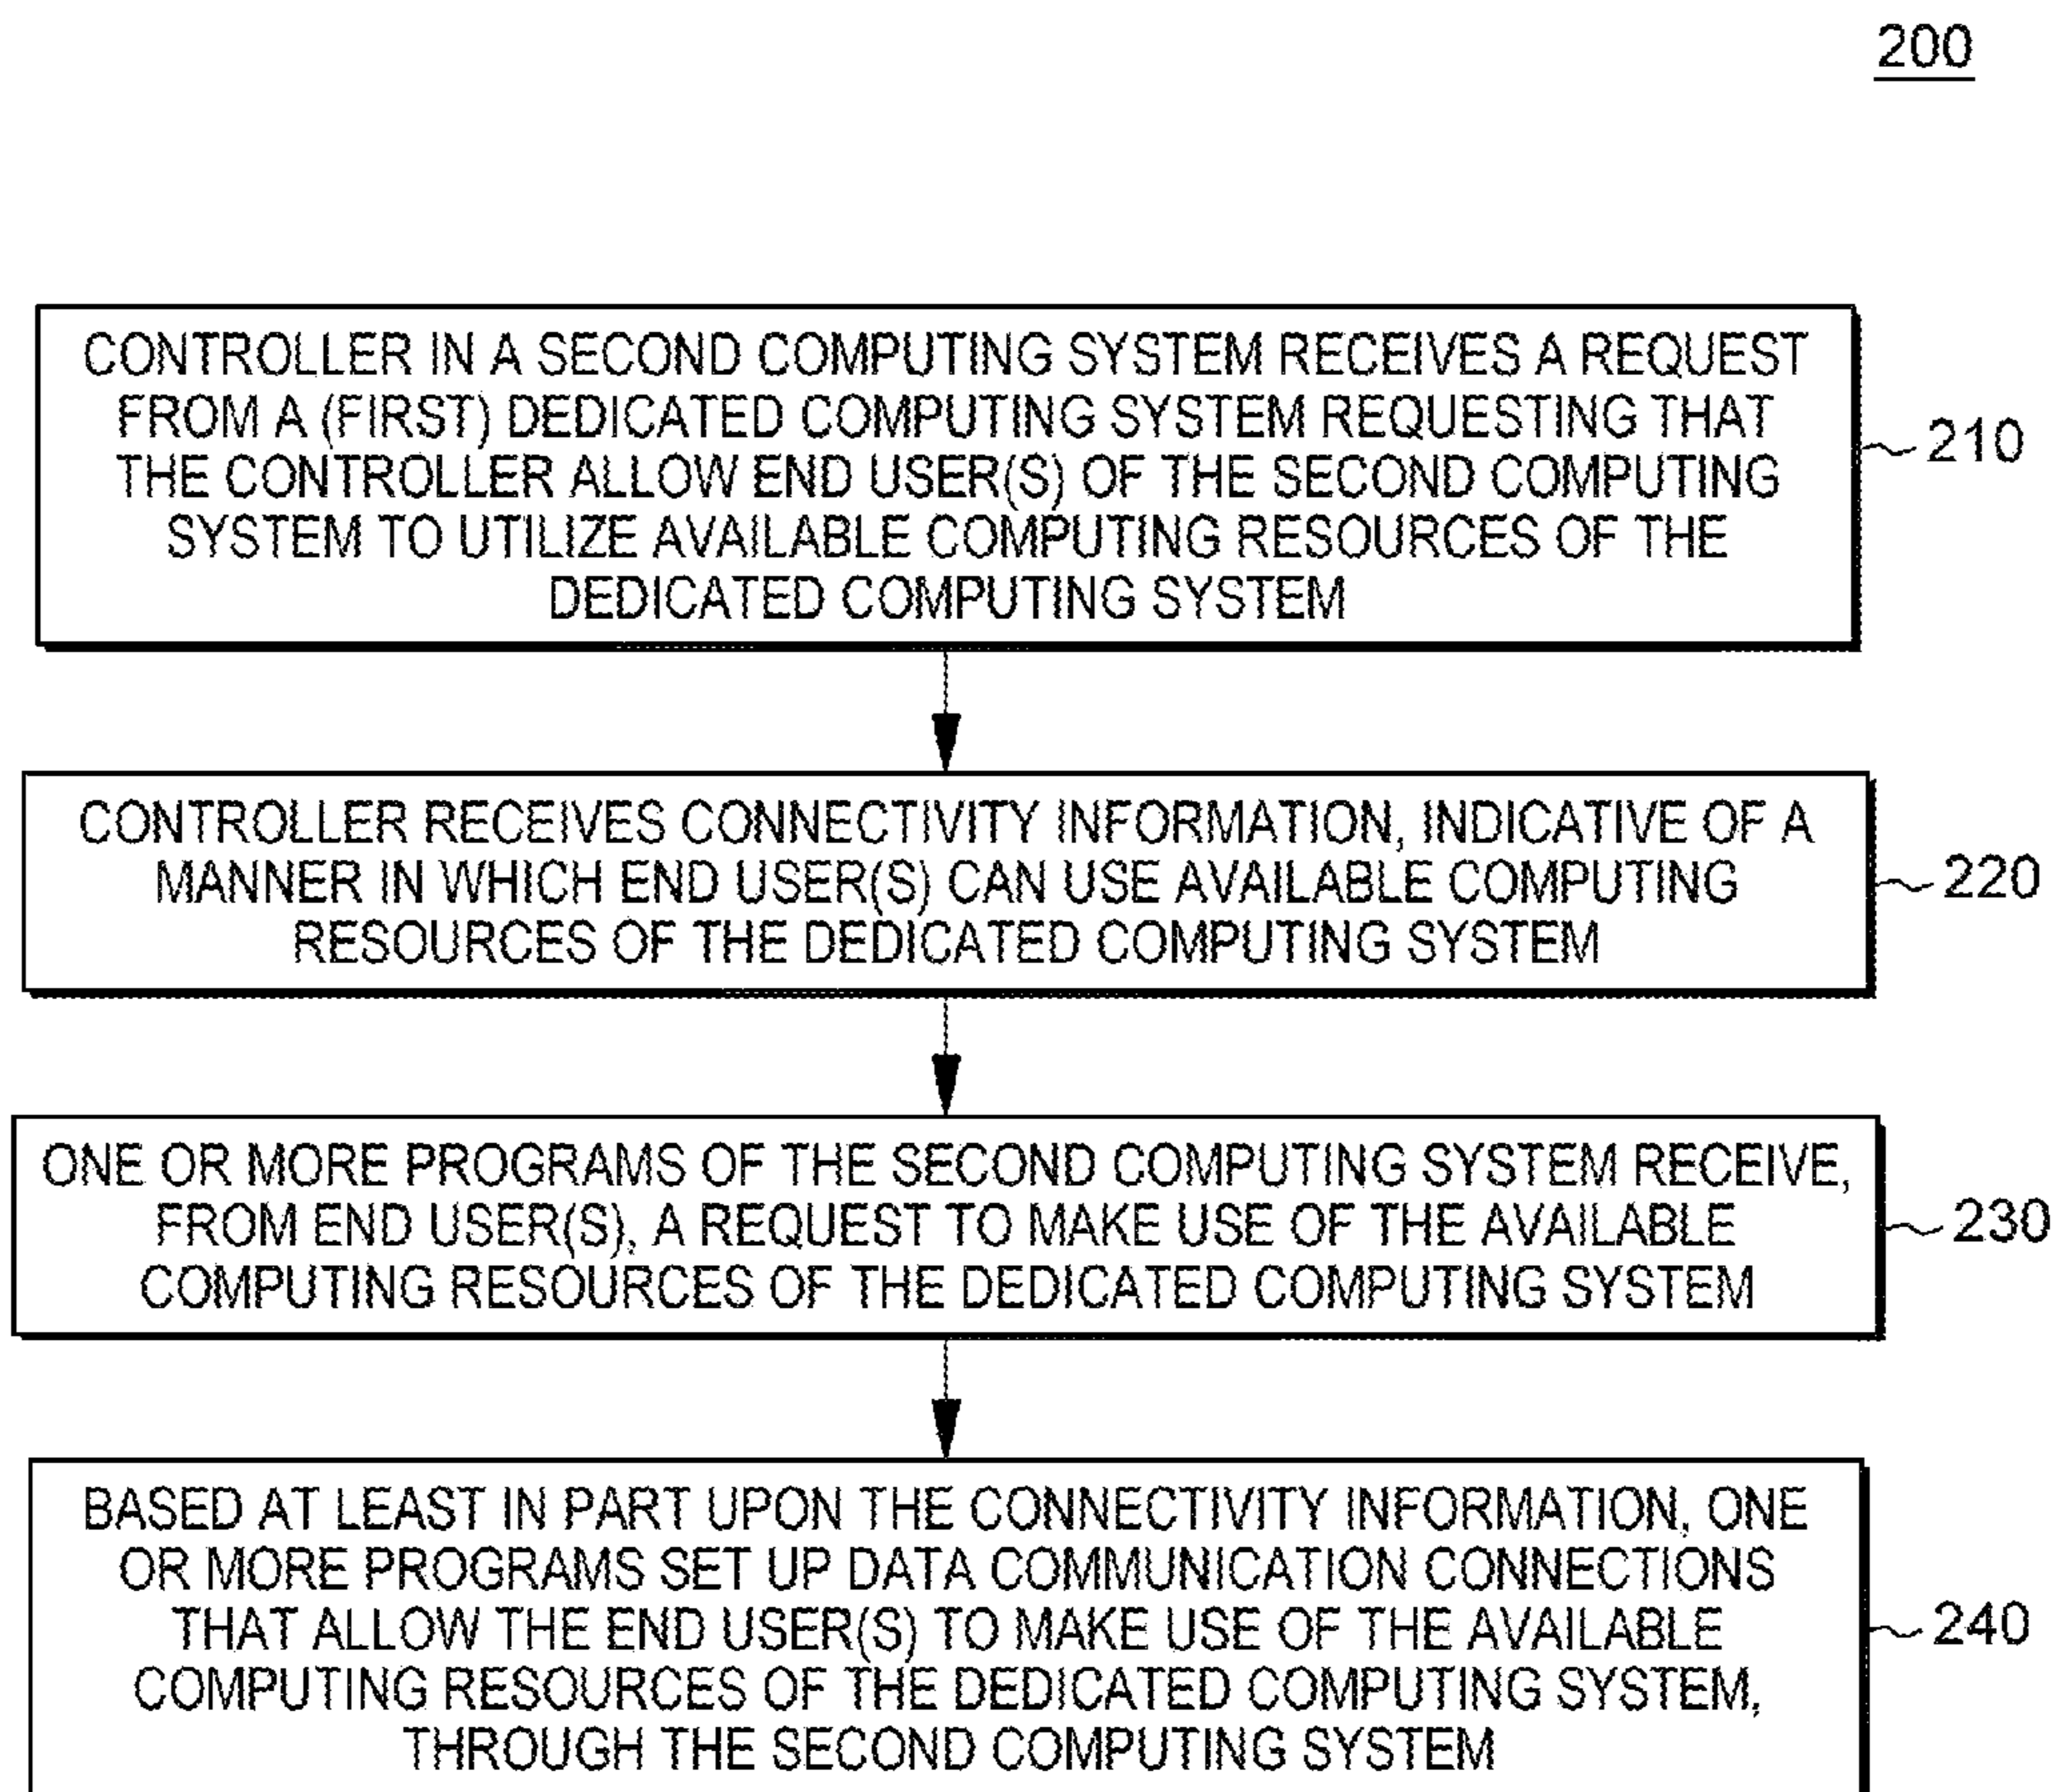 200
CONTROLLER IN A SECOND COMPUTING SYSTEM RECEIVES A REQUEST
FROM A (FIRST) DEDICATED COMPUTING SYSTEM REQUESTING THAT
THE CONTROLLER ALLOW END USER(S) OF THE SECOND COMPUTING
SYSTEM TO UTILIZE AVAILABLE COMPUTING RESOURCES OF THE
DEDICATED COMPUTING SYSTEM
210
CONTROLLER RECEIVES CONNECTIVITY INFORMATION, INDICATIVE OF A
MANNER IN WHICH END USER(S) CAN USE AVAILABLE COMPUTING
RESOURCES OF THE DEDICATED COMPUTING SYSTEM
220
ONE OR MORE PROGRAMS OF THE SECOND COMPUTING SYSTEM RECEIVE,
FROM END USER(S), A REQUEST TO MAKE USE OF THE AVAILABLE
COMPUTING RESOURCES OF THE DEDICATED COMPUTING SYSTEM
230
BASED AT LEAST IN PART UPON THE CONNECTIVITY INFORMATION, ONE
OR MORE PROGRAMS SET UP DATA COMMUNICATION CONNECTIONS
THAT ALLOW THE END USER(S) TO MAKE USE OF THE AVAILABLE
COMPUTING RESOURCES OF THE DEDICATED COMPUTING SYSTEM,
THROUGH THE SECOND COMPUTING SYSTEM
240